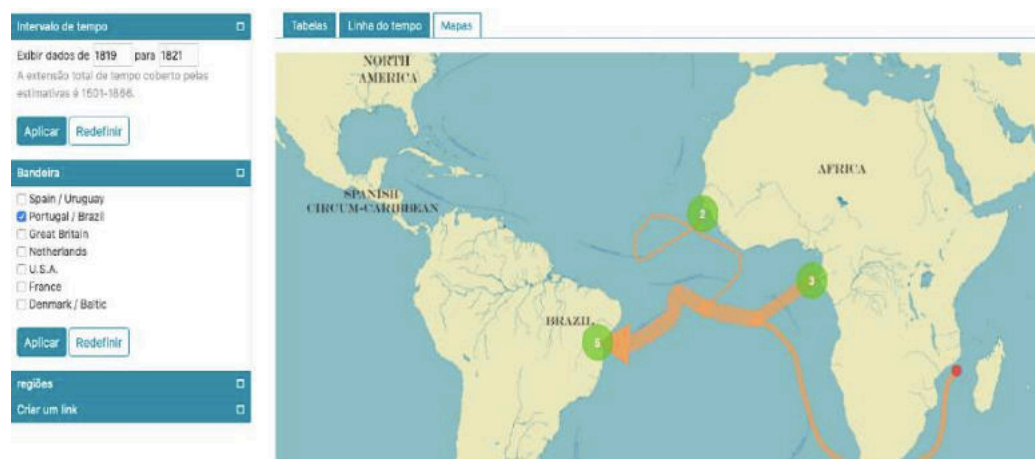 Intervalo de tempo
Exibir dados de 1819 para 1821
A extensão total de tempo coberto pelas
estimativas é 1501-1866.
Aplicar Redefinir
Bandeira
Spain / Uruguay
Portugal / Brazil
Great Britain
Netherlands
U.S.A.
France
Denmark / Baltic
Aplicar Redefinir
regiões
Criar um link
Tabelas Linha do tempo Mapas
NORTH
AMERICA
AFRICA
SPANISH
CIRCUM-CARIBBEAN
2
3
BRAZIL
5